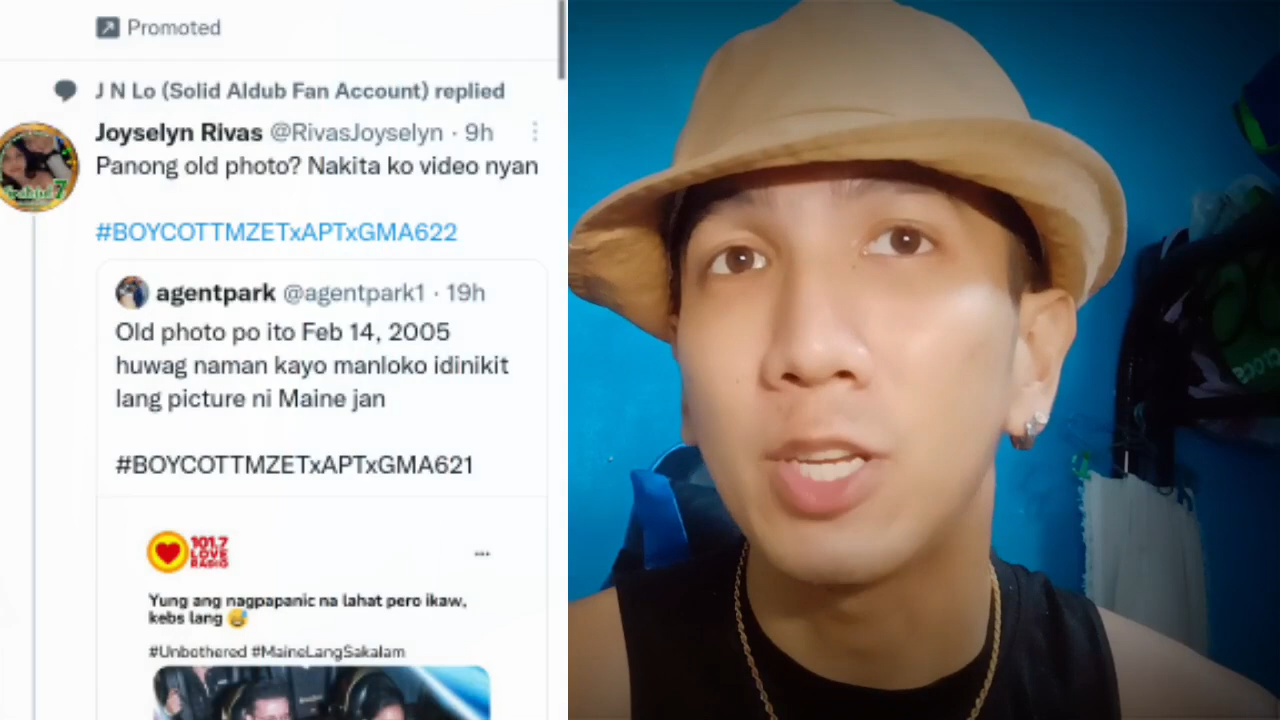 Promoted
J N Lo (Solid Aldub Fan Account) replied
Joyselyn Rivas @RivasJoyselyn · 9h
Panong old photo? Nakita ko video nyan
#BOYCOTTMZETxAPTxGMA622
agentpark @agentpark1 · 19h
Old photo po ito Feb 14, 2005
huwag naman kayo manloko idinikit
lang picture ni Maine jan
#BOYCOTTMZETxAPTxGMA621
101.7
LOVE
RADIO
Yung ang nagpapanic na lahat pero ikaw,
kebs lang 😅
#Unbothered #MaineLangSakalam